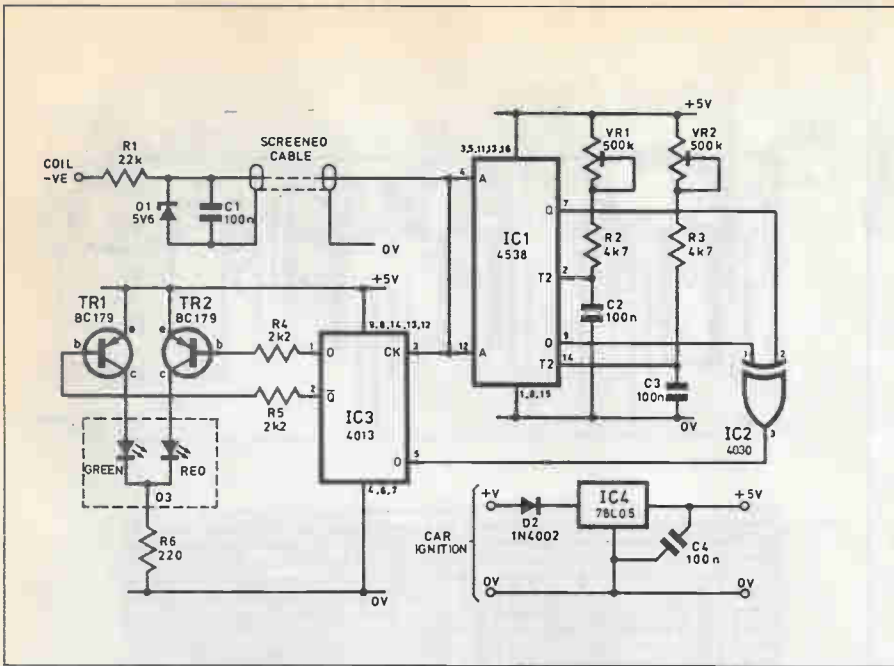 COIL
-VE
R1
22k
D1
5V6
C1
100n
SCREENED
CABLE
0V
+5V
3,5,11,13,16
VR1
500k
VR2
500k
4
A
Q
7
IC1
4538
R2
4k7
R3
4k7
T2
2
C2
100n
12
A
Q
9
T2
14
C3
100n
1,8,15
0V
1
2
IC2
4030
3
TR1
BC179
TR2
BC179
e
e
b
b
c
c
+5V
9,8,14,13,12
R4
2k2
1
Q
CK
3
2
Q̅
R5
2k2
IC3
4013
D
5
4,6,7
GREEN
RED
D3
R6
220
0V
CAR
IGNITION
+V
D2
1N4002
IC4
78L05
+5V
C4
100n
0V
0V